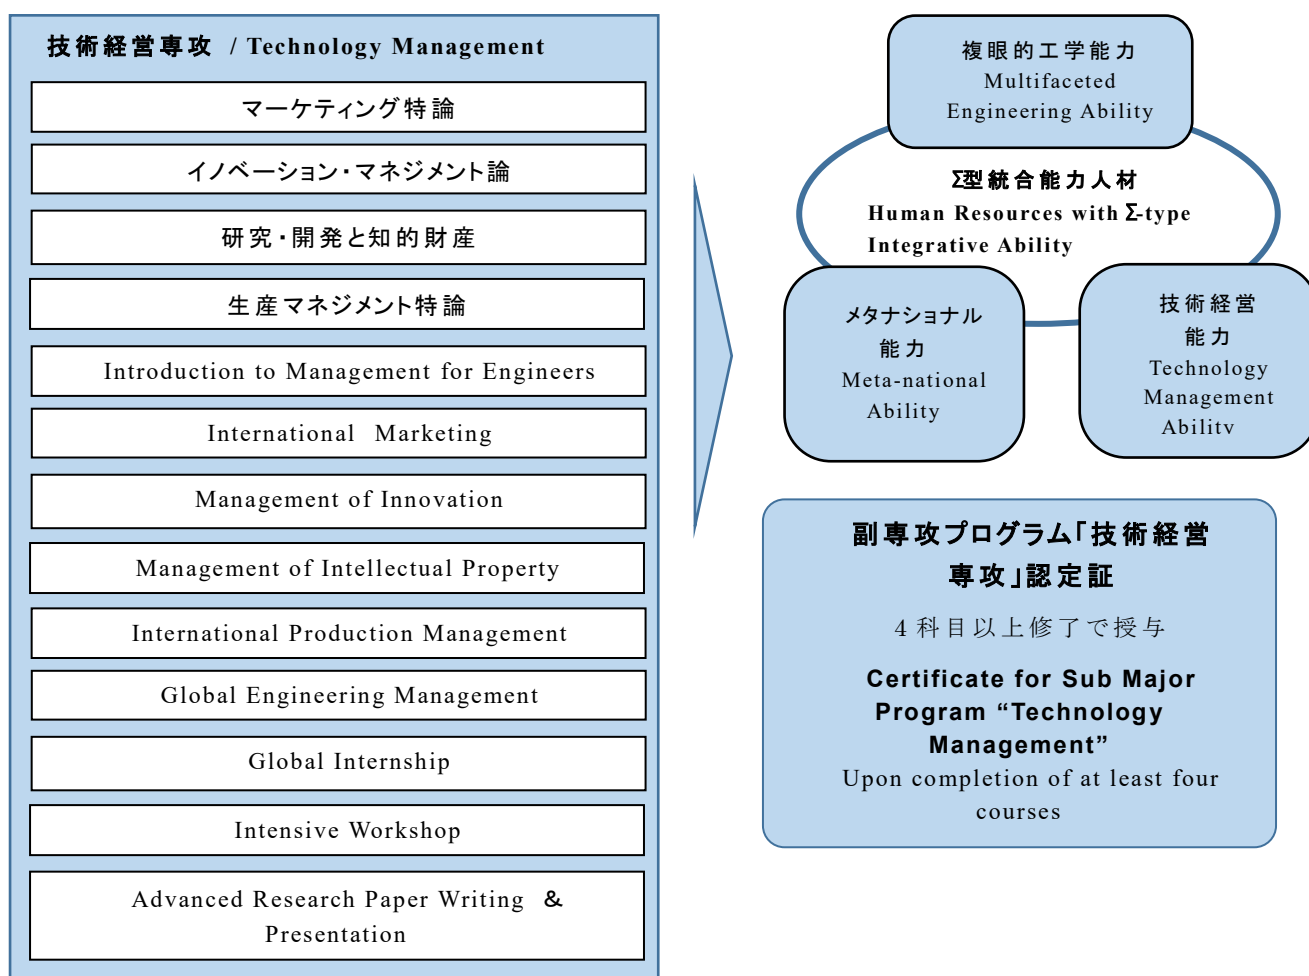 技術経営専攻 / Technology Management
マーケティング特論
イノベーション・マネジメント論
研究・開発と知的財産
生産マネジメント特論
Introduction to Management for Engineers
International Marketing
Management of Innovation
Management of Intellectual Property
International Production Management
Global Engineering Management
Global Internship
Intensive Workshop
Advanced Research Paper Writing &
Presentation
複眼的工学能力
Multifaceted
Engineering Ability
Σ型統合能力人材
Human Resources with Σ-type
Integrative Ability
メタナショナル
能力
Meta-national
Ability
技術経営
能力
Technology
Management
Ability
副専攻プログラム「技術経営
専攻」認定証
4 科目以上修了で授与
Certificate for Sub Major
Program “Technology
Management”
Upon completion of at least four
courses